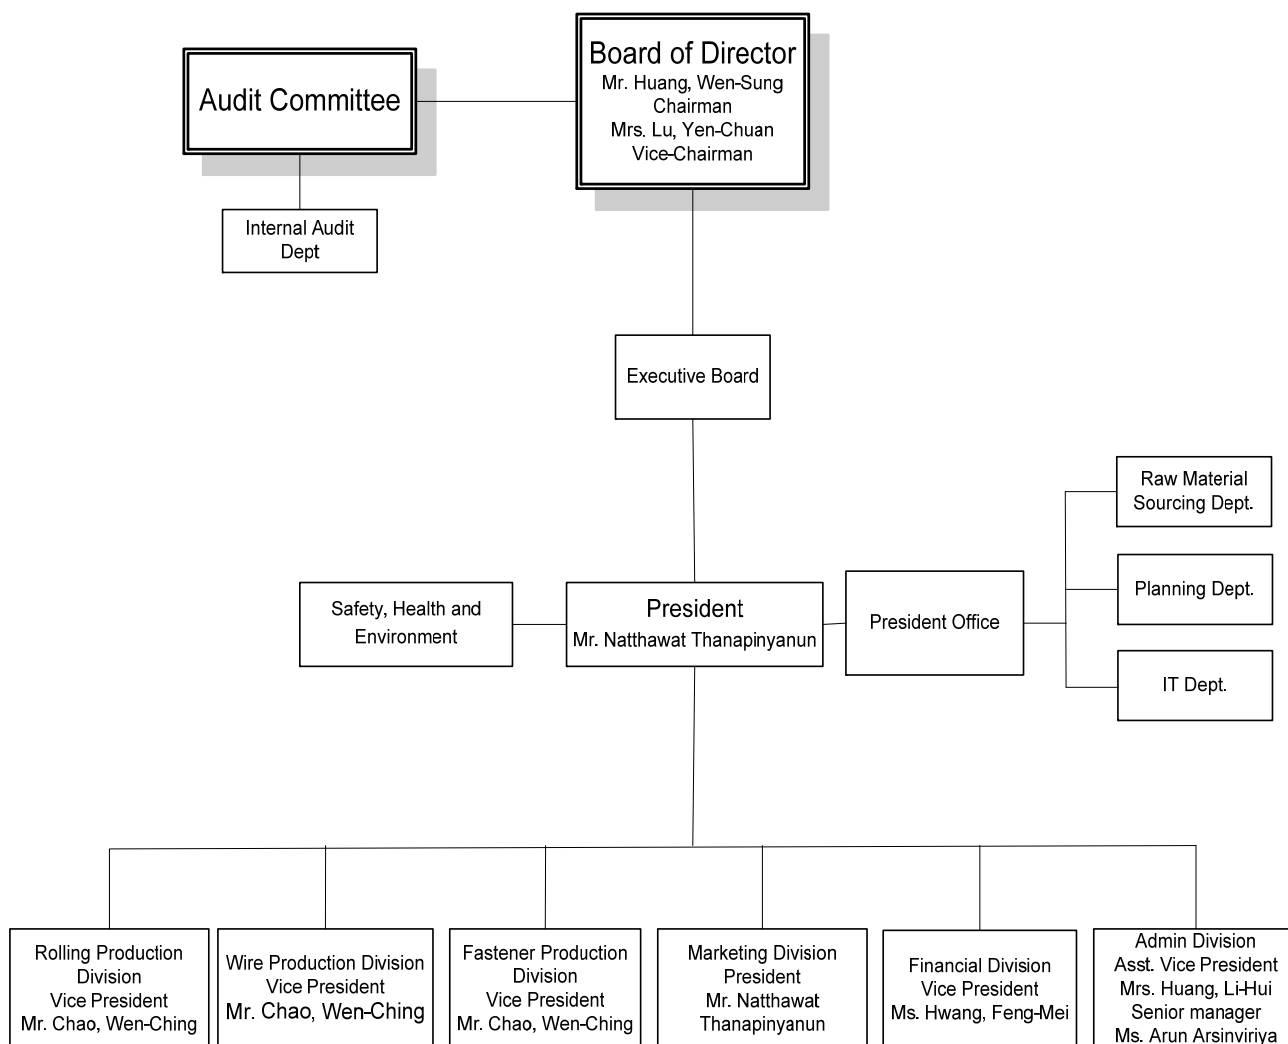 Audit Committee
Board of Director
Mr. Huang, Wen-Sung
Chairman
Mrs. Lu, Yen-Chuan
Vice-Chairman
Internal Audit
Dept
Executive Board
Raw Material
Sourcing Dept.
Planning Dept.
IT Dept.
Safety, Health and
Environment
President
Mr. Natthawat Thanapinyanun
President Office
Rolling Production
Division
Vice President
Mr. Chao, Wen-Ching
Wire Production Division
Vice President
Mr. Chao, Wen-Ching
Fastener Production
Division
Vice President
Mr. Chao, Wen-Ching
Marketing Division
President
Mr. Natthawat
Thanapinyanun
Financial Division
Vice President
Ms. Hwang, Feng-Mei
Admin Division
Asst. Vice President
Mrs. Huang, Li-Hui
Senior manager
Ms. Arun Arsinviriya